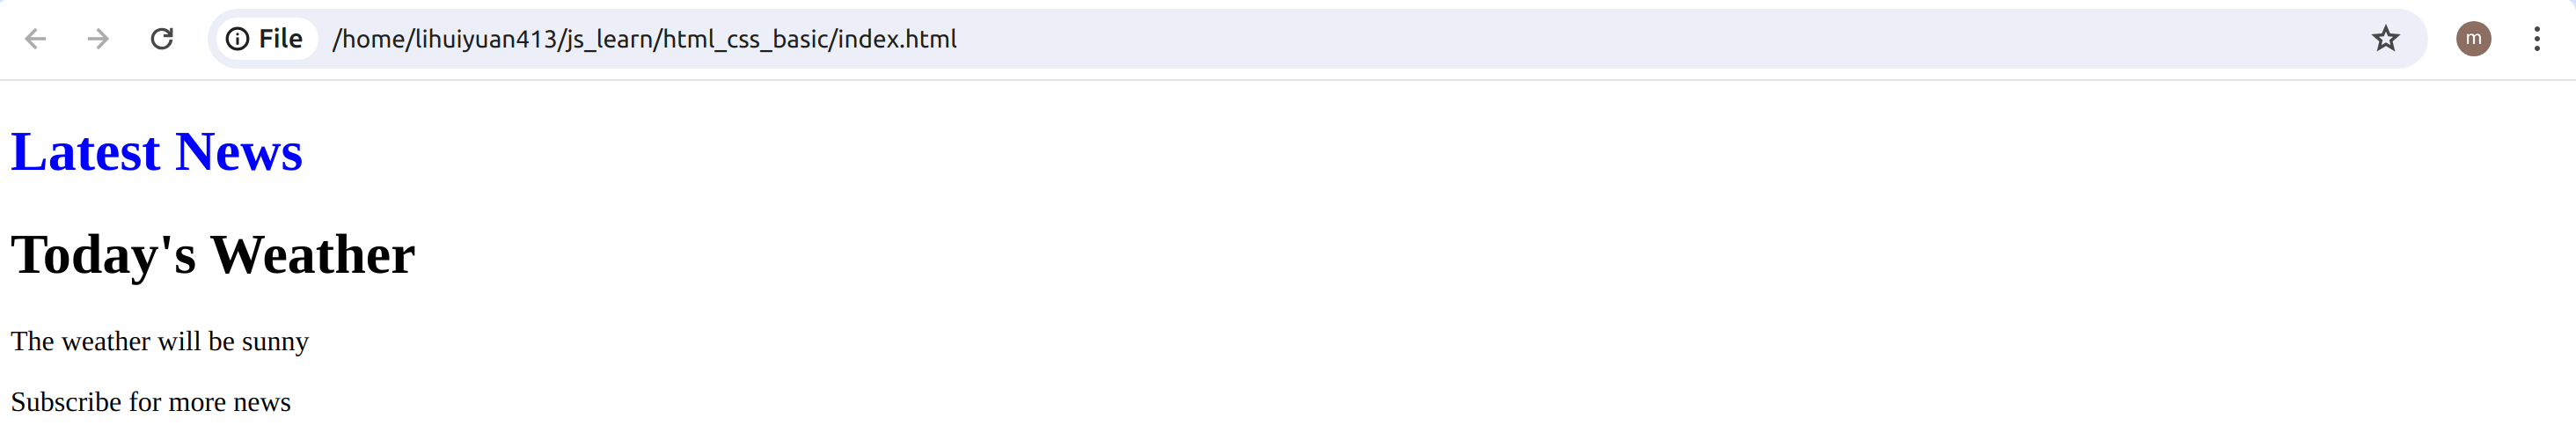 File /home/lihuiyuan413/js_learn/html_css_basic/index.html
m
Latest News
Today's Weather
The weather will be sunny
Subscribe for more news